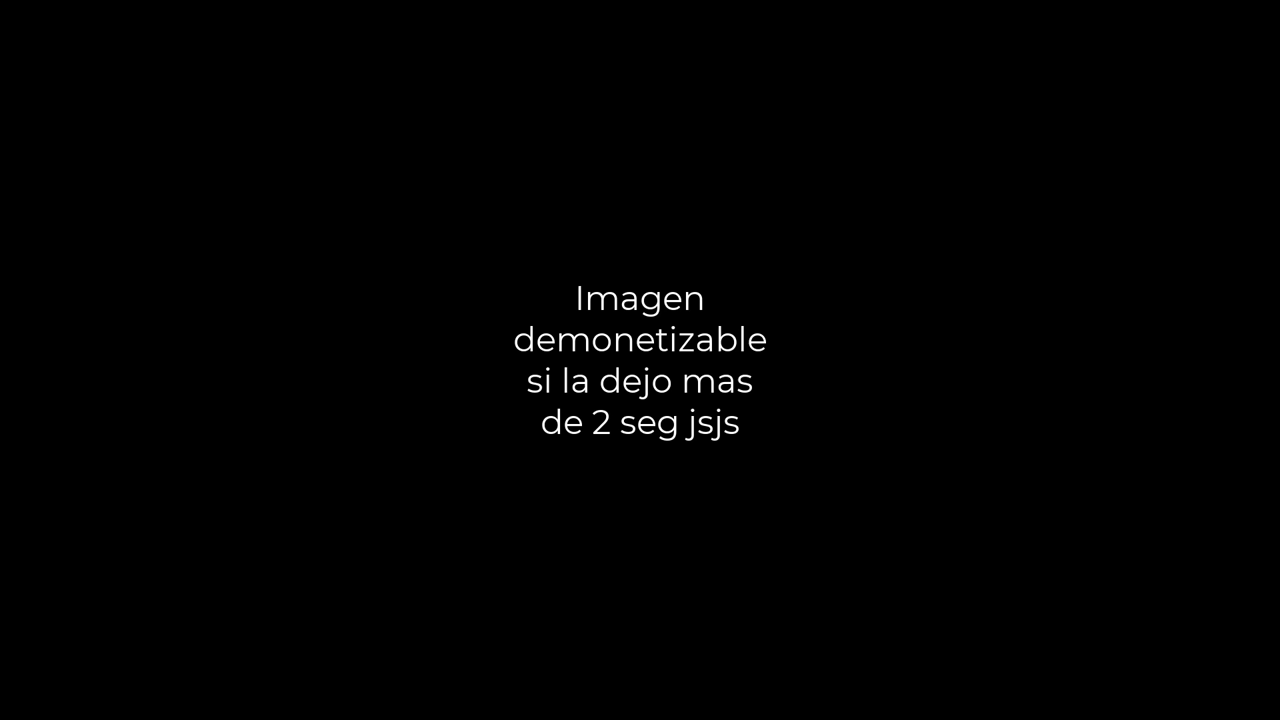 Imagen
demonetizable
si la dejo mas
de 2 seg jsjs